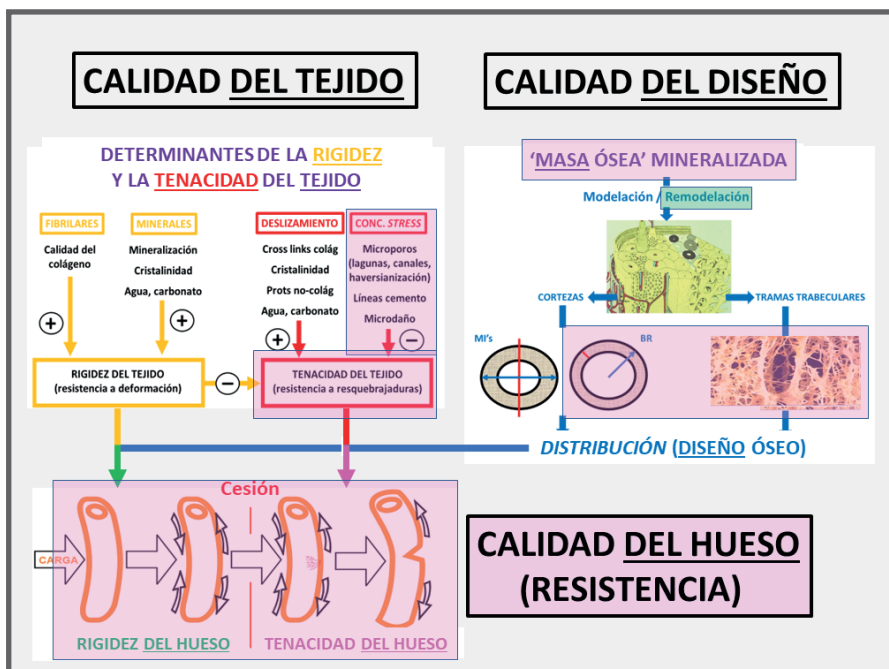 CALIDAD DEL TEJIDO
DETERMINANTES DE LA RIGIDEZ
Y LA TENACIDAD DEL TEJIDO
FIBRILARES
Calidad del
colágeno
MINERALES
Mineralización
Cristalinidad
Agua, carbonato
DESLIZAMIENTO
Cross links colág
Cristalinidad
Prots no-colág
Agua, carbonato
CONC. STRESS
Microporos
(lagunas, canales,
haversianización)
Líneas cemento
Microdaño
+
+
+
−
RIGIDEZ DEL TEJIDO
(resistencia a deformación)
−
TENACIDAD DEL TEJIDO
(resistencia a resquebrajaduras)
CALIDAD DEL DISEÑO
‘MASA ÓSEA’ MINERALIZADA
Modelación / Remodelación
CORTEZAS
TRAMAS TRABECULARES
MI's
BR
DISTRIBUCIÓN (DISEÑO ÓSEO)
Cesión
CARGA
RIGIDEZ DEL HUESO
TENACIDAD DEL HUESO
CALIDAD DEL HUESO
(RESISTENCIA)